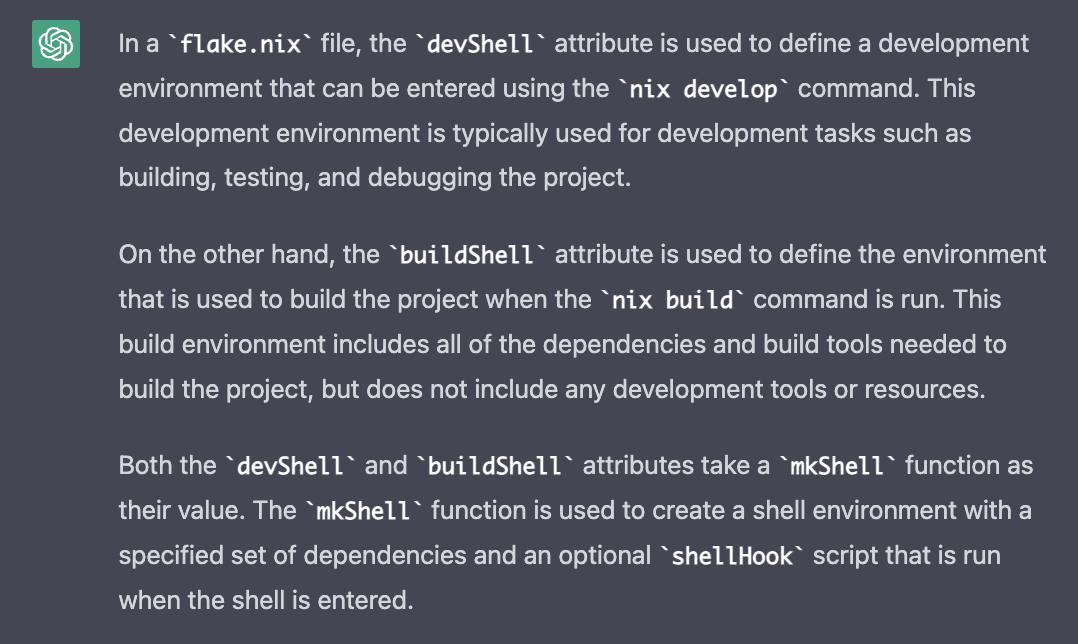 In a `flake.nix` file, the `devShell` attribute is used to define a development
environment that can be entered using the `nix develop` command. This
development environment is typically used for development tasks such as
building, testing, and debugging the project.
On the other hand, the `buildShell` attribute is used to define the environment
that is used to build the project when the `nix build` command is run. This
build environment includes all of the dependencies and build tools needed to
build the project, but does not include any development tools or resources.
Both the `devShell` and `buildShell` attributes take a `mkShell` function as
their value. The `mkShell` function is used to create a shell environment with a
specified set of dependencies and an optional `shellHook` script that is run
when the shell is entered.